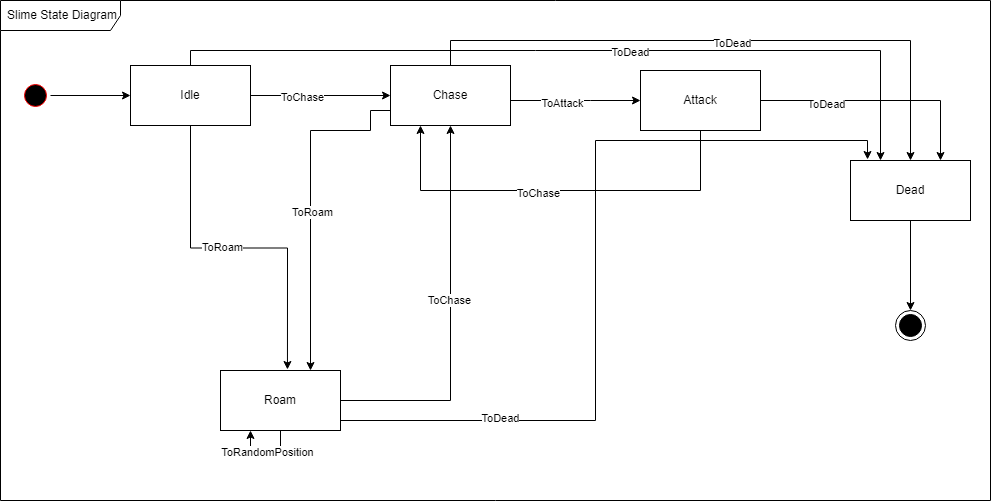 Slime State Diagram
ToDead
ToDead
Idle
ToChase
Chase
ToAttack
Attack
ToDead
ToChase
Dead
ToRoam
ToRoam
ToChase
Roam
ToDead
ToRandomPosition